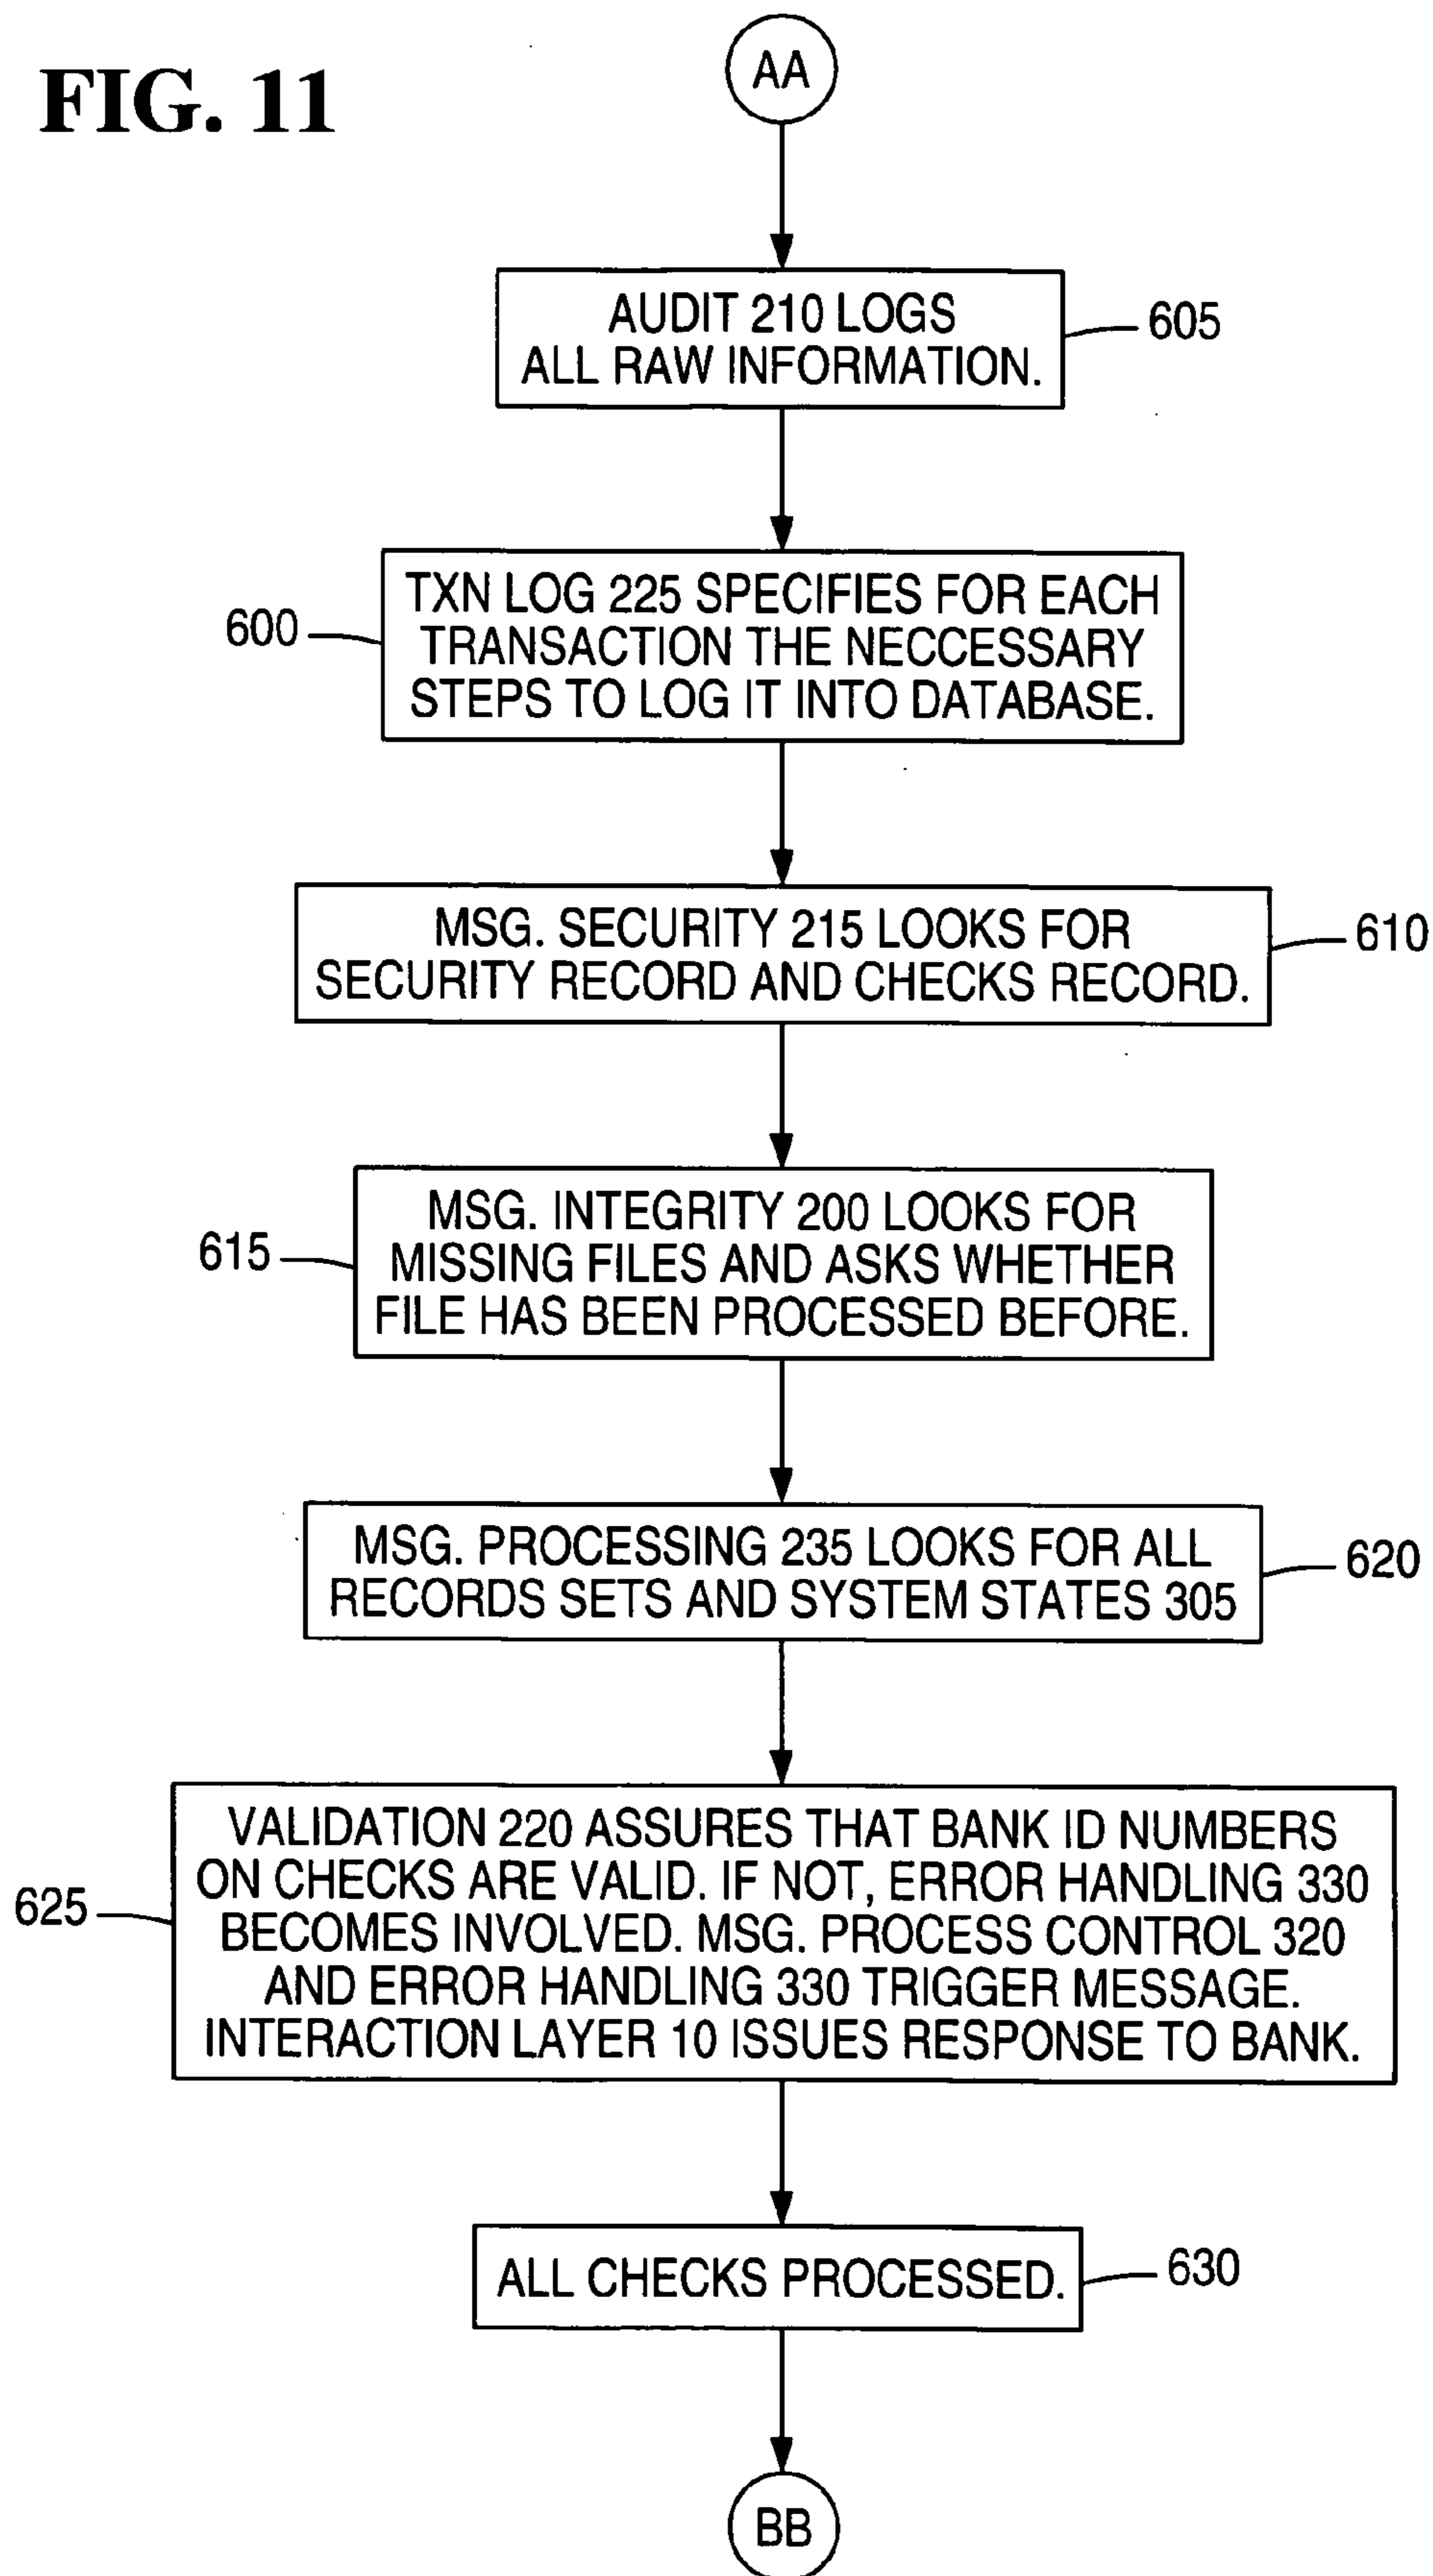 FIG. 11
AA
AUDIT 210 LOGS
ALL RAW INFORMATION.
605
TXN LOG 225 SPECIFIES FOR EACH
TRANSACTION THE NECCESSARY
STEPS TO LOG IT INTO DATABASE.
600
MSG. SECURITY 215 LOOKS FOR
SECURITY RECORD AND CHECKS RECORD.
610
MSG. INTEGRITY 200 LOOKS FOR
MISSING FILES AND ASKS WHETHER
FILE HAS BEEN PROCESSED BEFORE.
615
MSG. PROCESSING 235 LOOKS FOR ALL
RECORDS SETS AND SYSTEM STATES 305
620
VALIDATION 220 ASSURES THAT BANK ID NUMBERS
ON CHECKS ARE VALID. IF NOT, ERROR HANDLING 330
BECOMES INVOLVED. MSG. PROCESS CONTROL 320
AND ERROR HANDLING 330 TRIGGER MESSAGE.
INTERACTION LAYER 10 ISSUES RESPONSE TO BANK.
625
ALL CHECKS PROCESSED.
630
BB